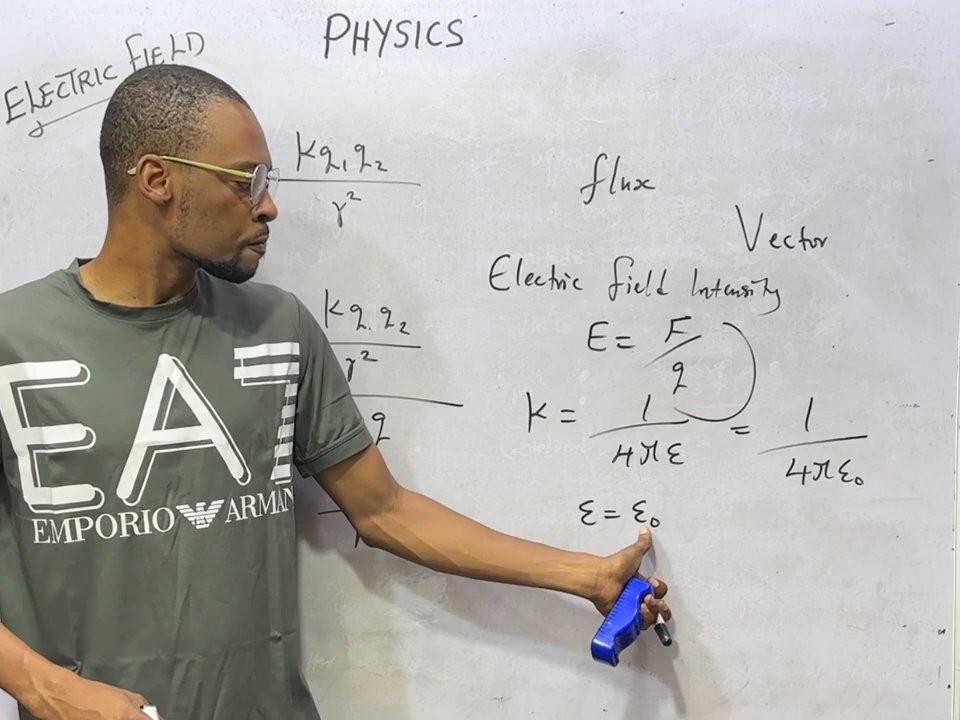 PHYSICS
ELECTRIC FIELD
Kq₁q₂
r²
Kq₁q₂
r²
q
flux
Vector
Electric field Intensity
E = F/q
K = 1/4πε = 1/4πε₀
ε = ε₀
EA7
EMPORIO ARMAN